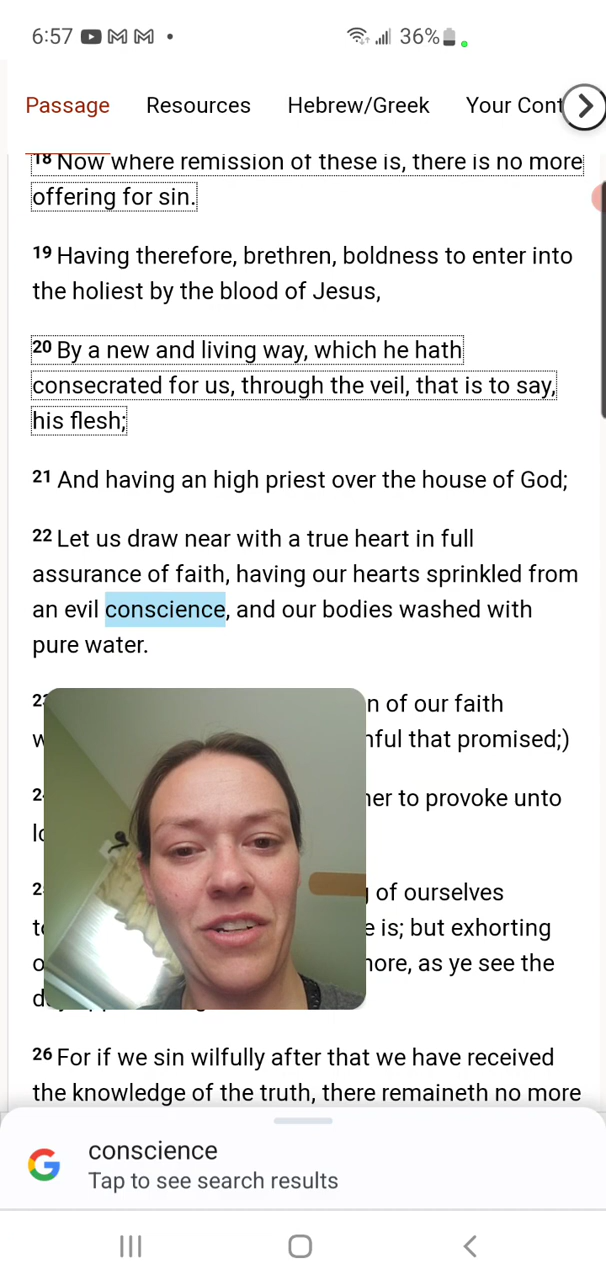 6:57 36%
Passage Resources Hebrew/Greek Your Cont
18 Now where remission of these is, there is no more
offering for sin.
19 Having therefore, brethren, boldness to enter into
the holiest by the blood of Jesus,
20 By a new and living way, which he hath
consecrated for us, through the veil, that is to say,
his flesh;
21 And having an high priest over the house of God;
22 Let us draw near with a true heart in full
assurance of faith, having our hearts sprinkled from
an evil conscience, and our bodies washed with
pure water.
n of our faith
hful that promised;)
her to provoke unto
of ourselves
e is; but exhorting
more, as ye see the
26 For if we sin wilfully after that we have received
the knowledge of the truth, there remaineth no more
conscience
Tap to see search results